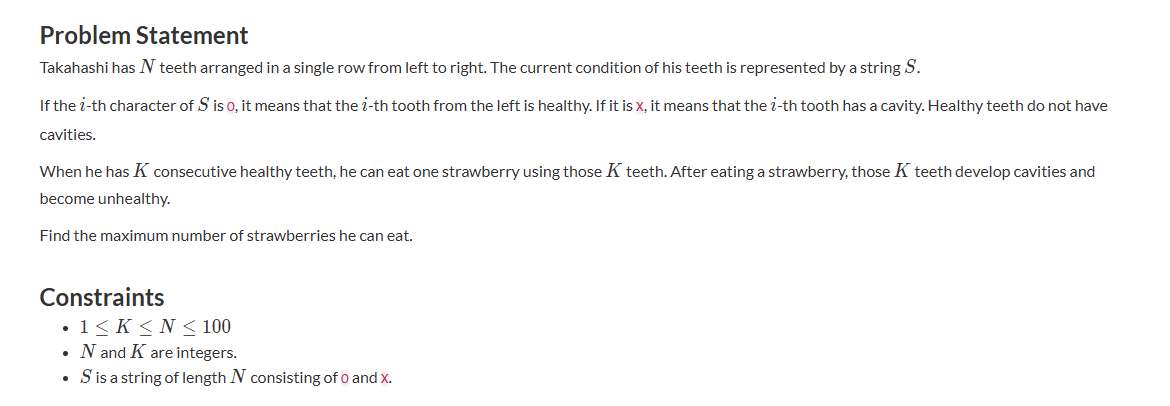 Problem Statement
Takahashi has N teeth arranged in a single row from left to right. The current condition of his teeth is represented by a string S.
If the i-th character of S is O, it means that the i-th tooth from the left is healthy. If it is X, it means that the i-th tooth has a cavity. Healthy teeth do not have
cavities.
When he has K consecutive healthy teeth, he can eat one strawberry using those K teeth. After eating a strawberry, those K teeth develop cavities and
become unhealthy.
Find the maximum number of strawberries he can eat.
Constraints
• 1 ≤ K ≤ N ≤ 100
• N and K are integers.
• S is a string of length N consisting of O and X.